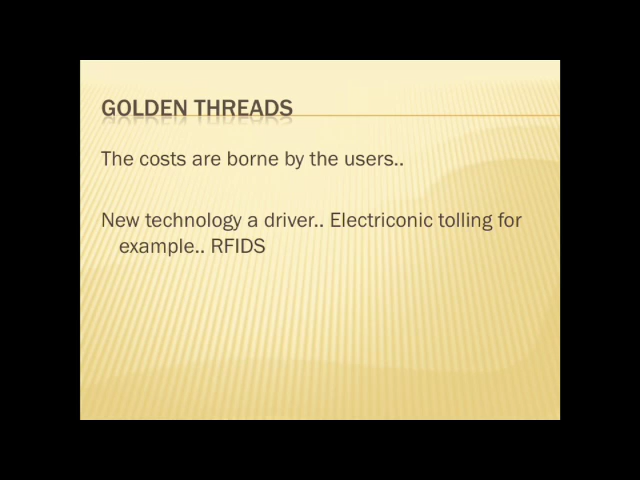 GOLDEN THREADS
The costs are borne by the users..
New technology a driver.. Electriconic tolling for
example.. RFIDS